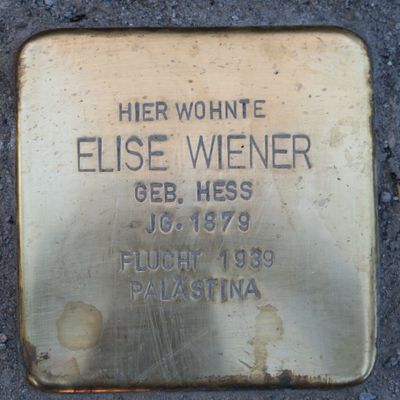 HIER WOHNTE
ELISE WIENER
GEB. HESS
JG. 1879
FLUCHT 1939
PALÄSTINA